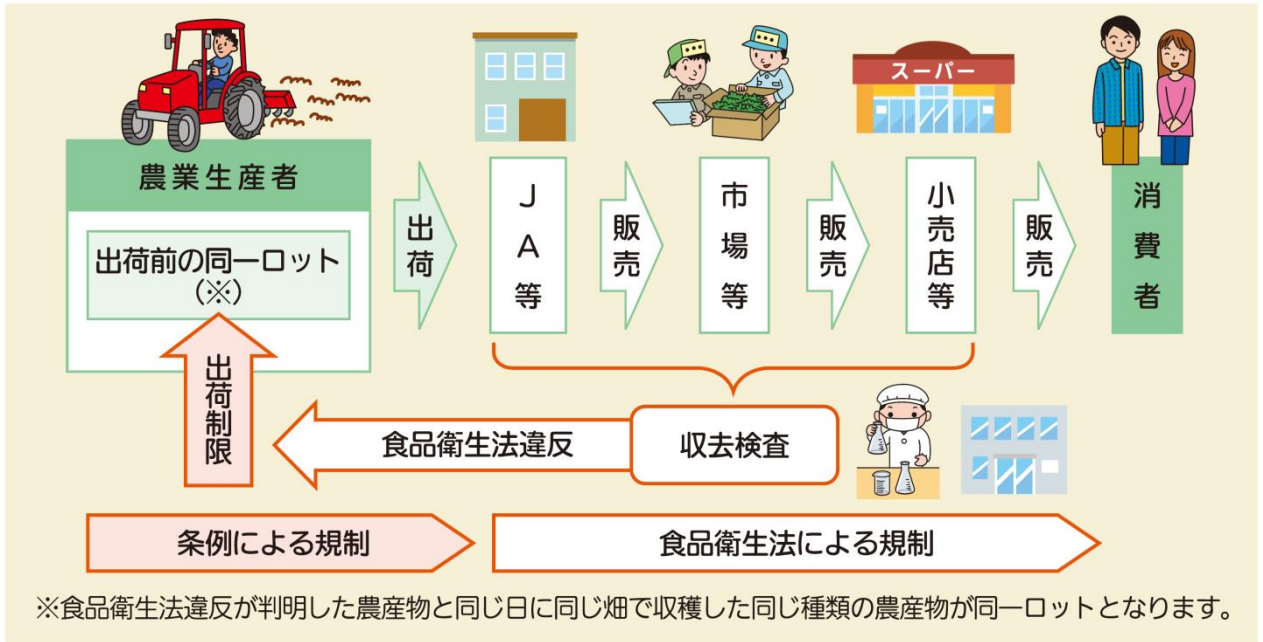 スーパー
農業生産者
出荷前の同一ロット
(※)
出荷
JA等
販売
市場等
販売
小売店等
販売
消費者
出荷制限
食品衛生法違反
収去検査
条例による規制
食品衛生法による規制
※食品衛生法違反が判明した農産物と同じ日に同じ畑で収穫した同じ種類の農産物が同一ロットとなります。